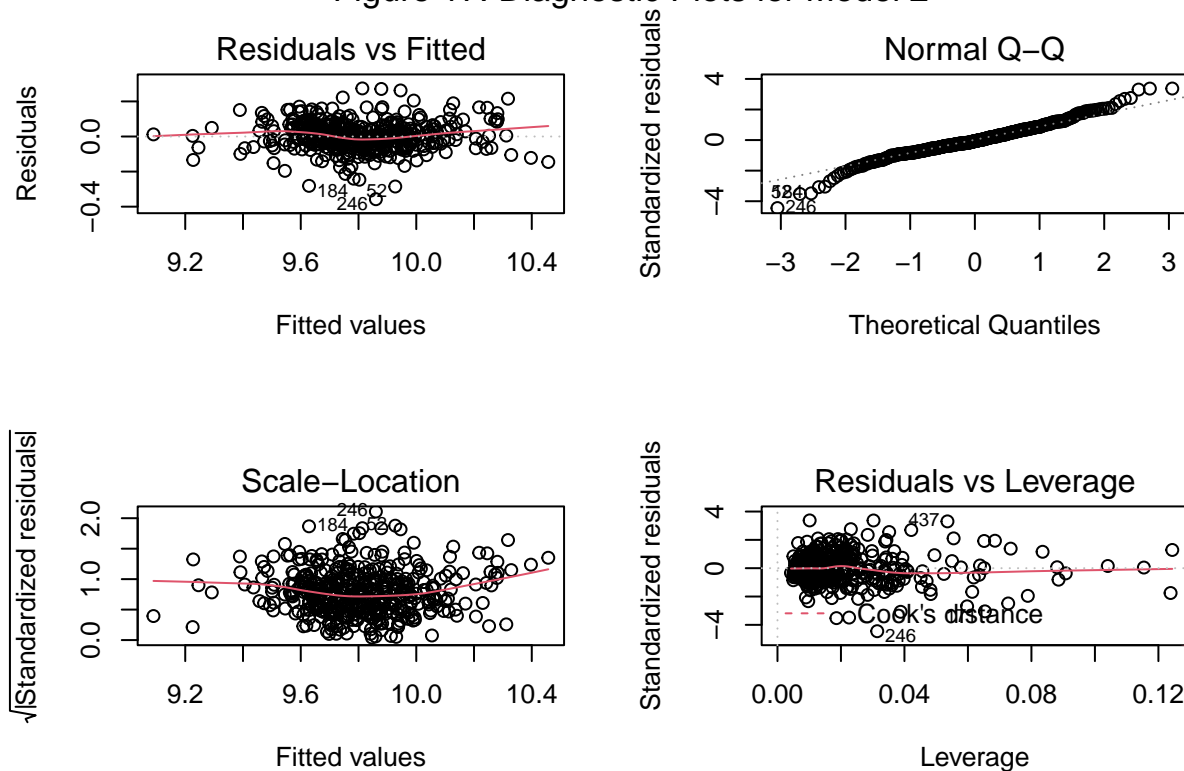 Figure 17: Diagnostic Plots for Model 2
Residuals vs Fitted
Residuals
0.0
−0.4
184
52
246
9.2 9.6 10.0 10.4
Fitted values
Normal Q−Q
Standardized residuals
4
0
−4
246
−3 −2 −1 0 1 2 3
Theoretical Quantiles
Scale−Location
√|Standardized residuals|
2.0
1.0
0.0
246
184
52
9.2 9.6 10.0 10.4
Fitted values
Residuals vs Leverage
Standardized residuals
4
0
−4
437
Cook's distance
246
0.00 0.04 0.08 0.12
Leverage